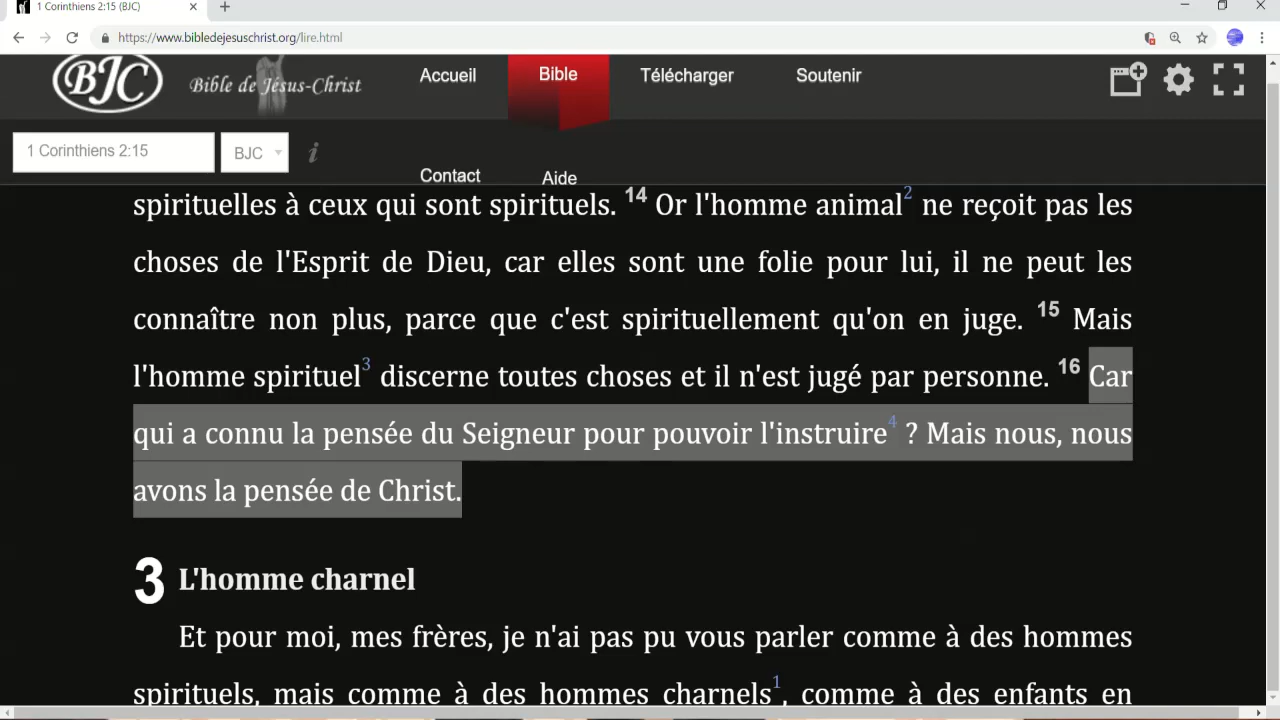 1 Corinthiens 2:15 (BJC)
https://www.bibledejesuschrist.org/lire.html
BJC Bible de Jésus-Christ
Accueil Bible Télécharger Soutenir
1 Corinthiens 2:15 BJC i
Contact Aide
spirituelles à ceux qui sont spirituels. 14 Or l'homme animal2 ne reçoit pas les
choses de l'Esprit de Dieu, car elles sont une folie pour lui, il ne peut les
connaître non plus, parce que c'est spirituellement qu'on en juge. 15 Mais
l'homme spirituel3 discerne toutes choses et il n'est jugé par personne. 16 Car
qui a connu la pensée du Seigneur pour pouvoir l'instruire4 ? Mais nous, nous
avons la pensée de Christ.
3 L'homme charnel
Et pour moi, mes frères, je n'ai pas pu vous parler comme à des hommes
spirituels, mais comme à des hommes charnels1, comme à des enfants en